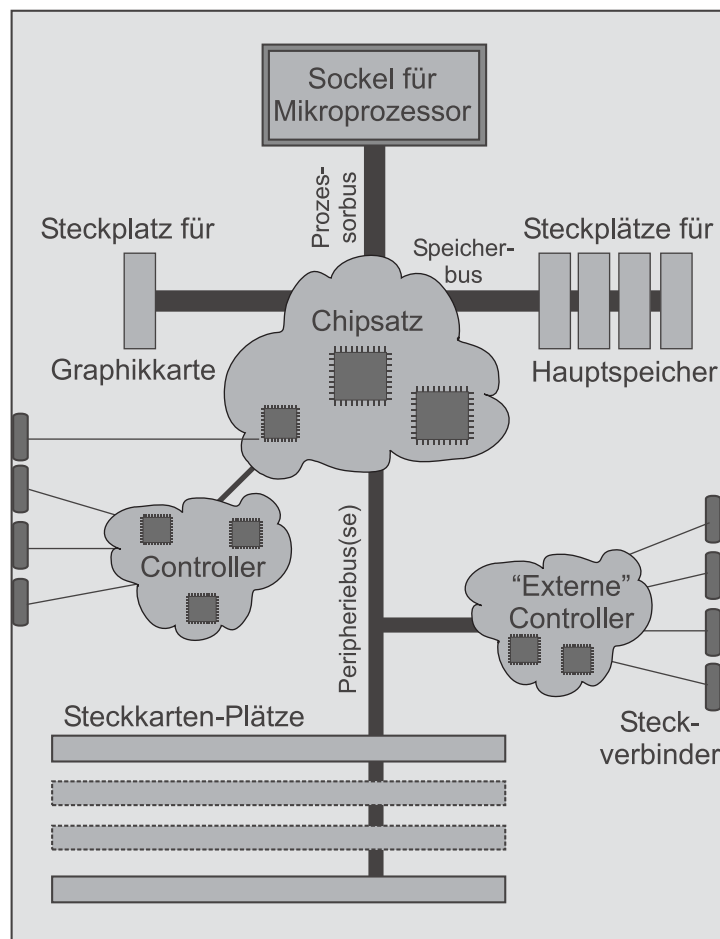 Sockel für
Mikroprozessor
Prozes-
sorbus
Steckplatz für
Speicher-
bus
Steckplätze für
Chipsatz
Graphikkarte
Hauptspeicher
Controller
Peripheriebus(se)
“Externe”
Controller
Steckkarten-Plätze
Steck-
verbinder